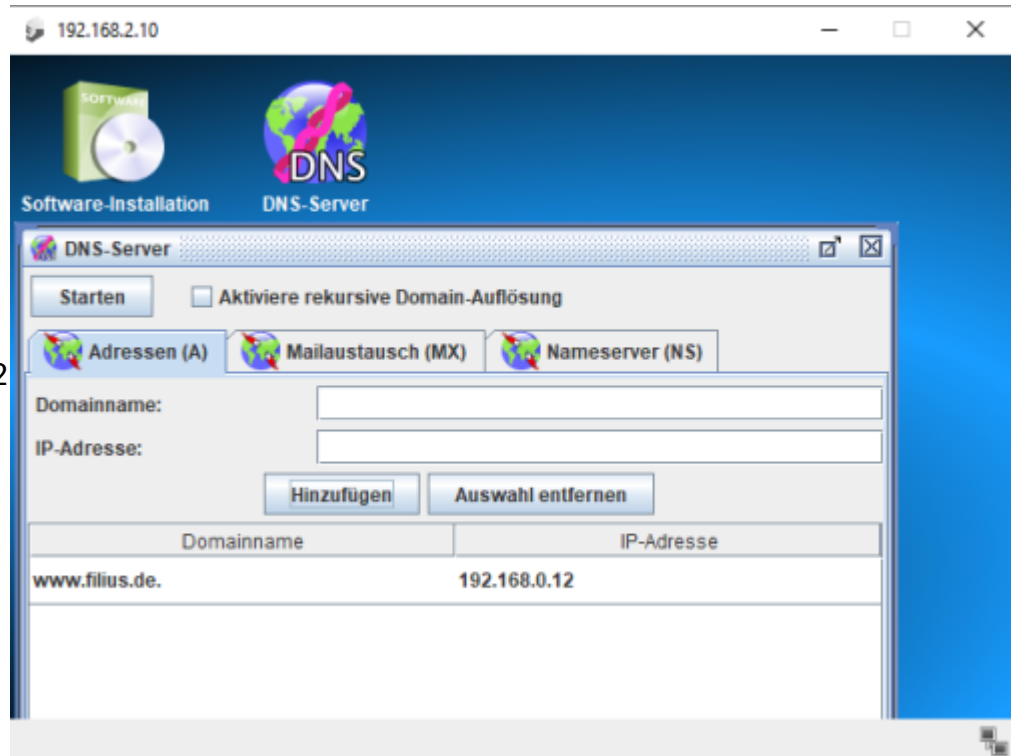 192.168.2.10
SOFTWARE
DNS
Software-Installation DNS-Server
DNS-Server
Starten Aktiviere rekursive Domain-Auflösung
Adressen (A) Mailaustausch (MX) Nameserver (NS)
2
Domainname:
IP-Adresse:
Hinzufügen Auswahl entfernen
Domainname IP-Adresse
www.filius.de. 192.168.0.12